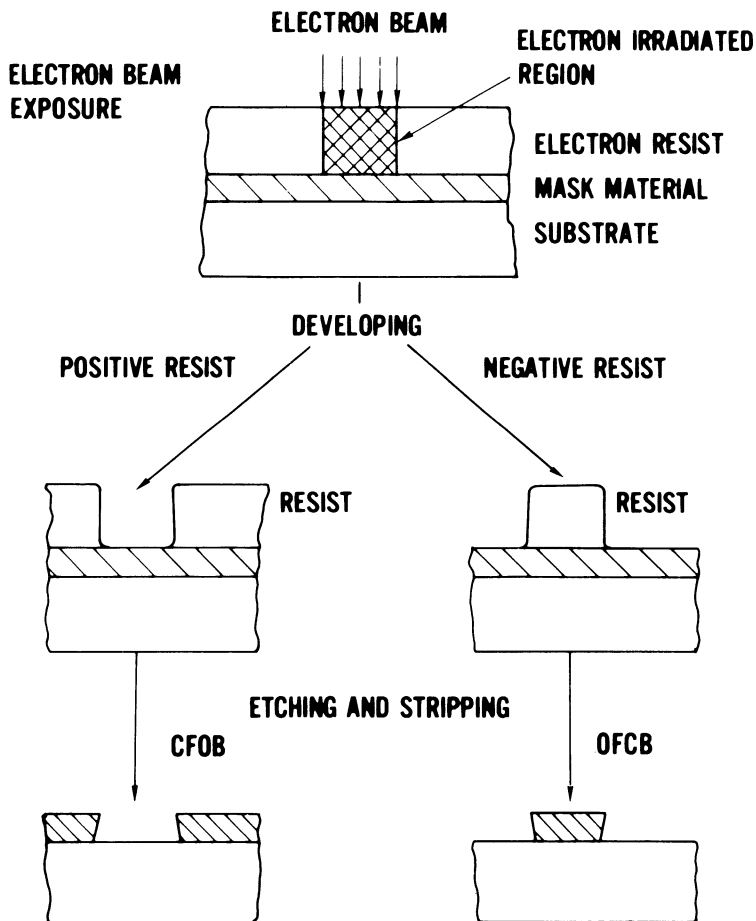 ELECTRON BEAM
ELECTRON IRRADIATED
REGION
ELECTRON BEAM
EXPOSURE
ELECTRON RESIST
MASK MATERIAL
SUBSTRATE
DEVELOPING
POSITIVE RESIST
NEGATIVE RESIST
RESIST
RESIST
ETCHING AND STRIPPING
CFOB
OFCB